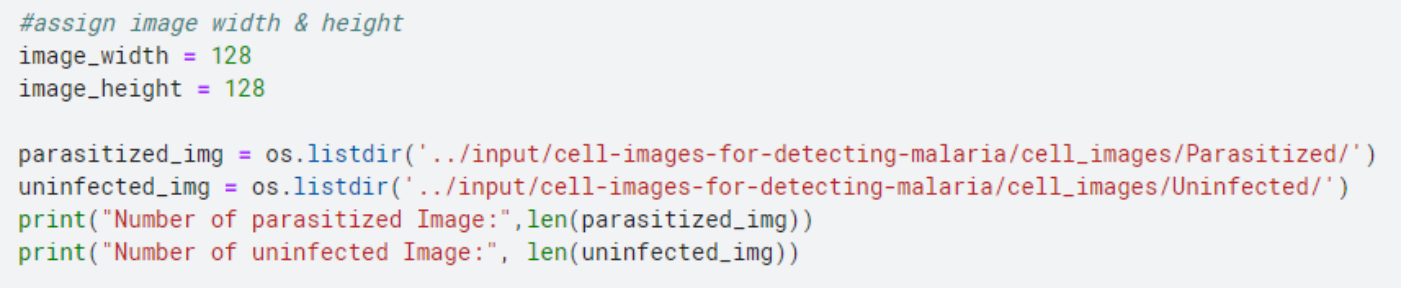 #assign image width & height
image_width = 128
image_height = 128
parasitized_img = os.listdir('../input/cell-images-for-detecting-malaria/cell_images/Parasitized/')
uninfected_img = os.listdir('../input/cell-images-for-detecting-malaria/cell_images/Uninfected/')
print("Number of parasitized Image:",len(parasitized_img))
print("Number of uninfected Image:", len(uninfected_img))